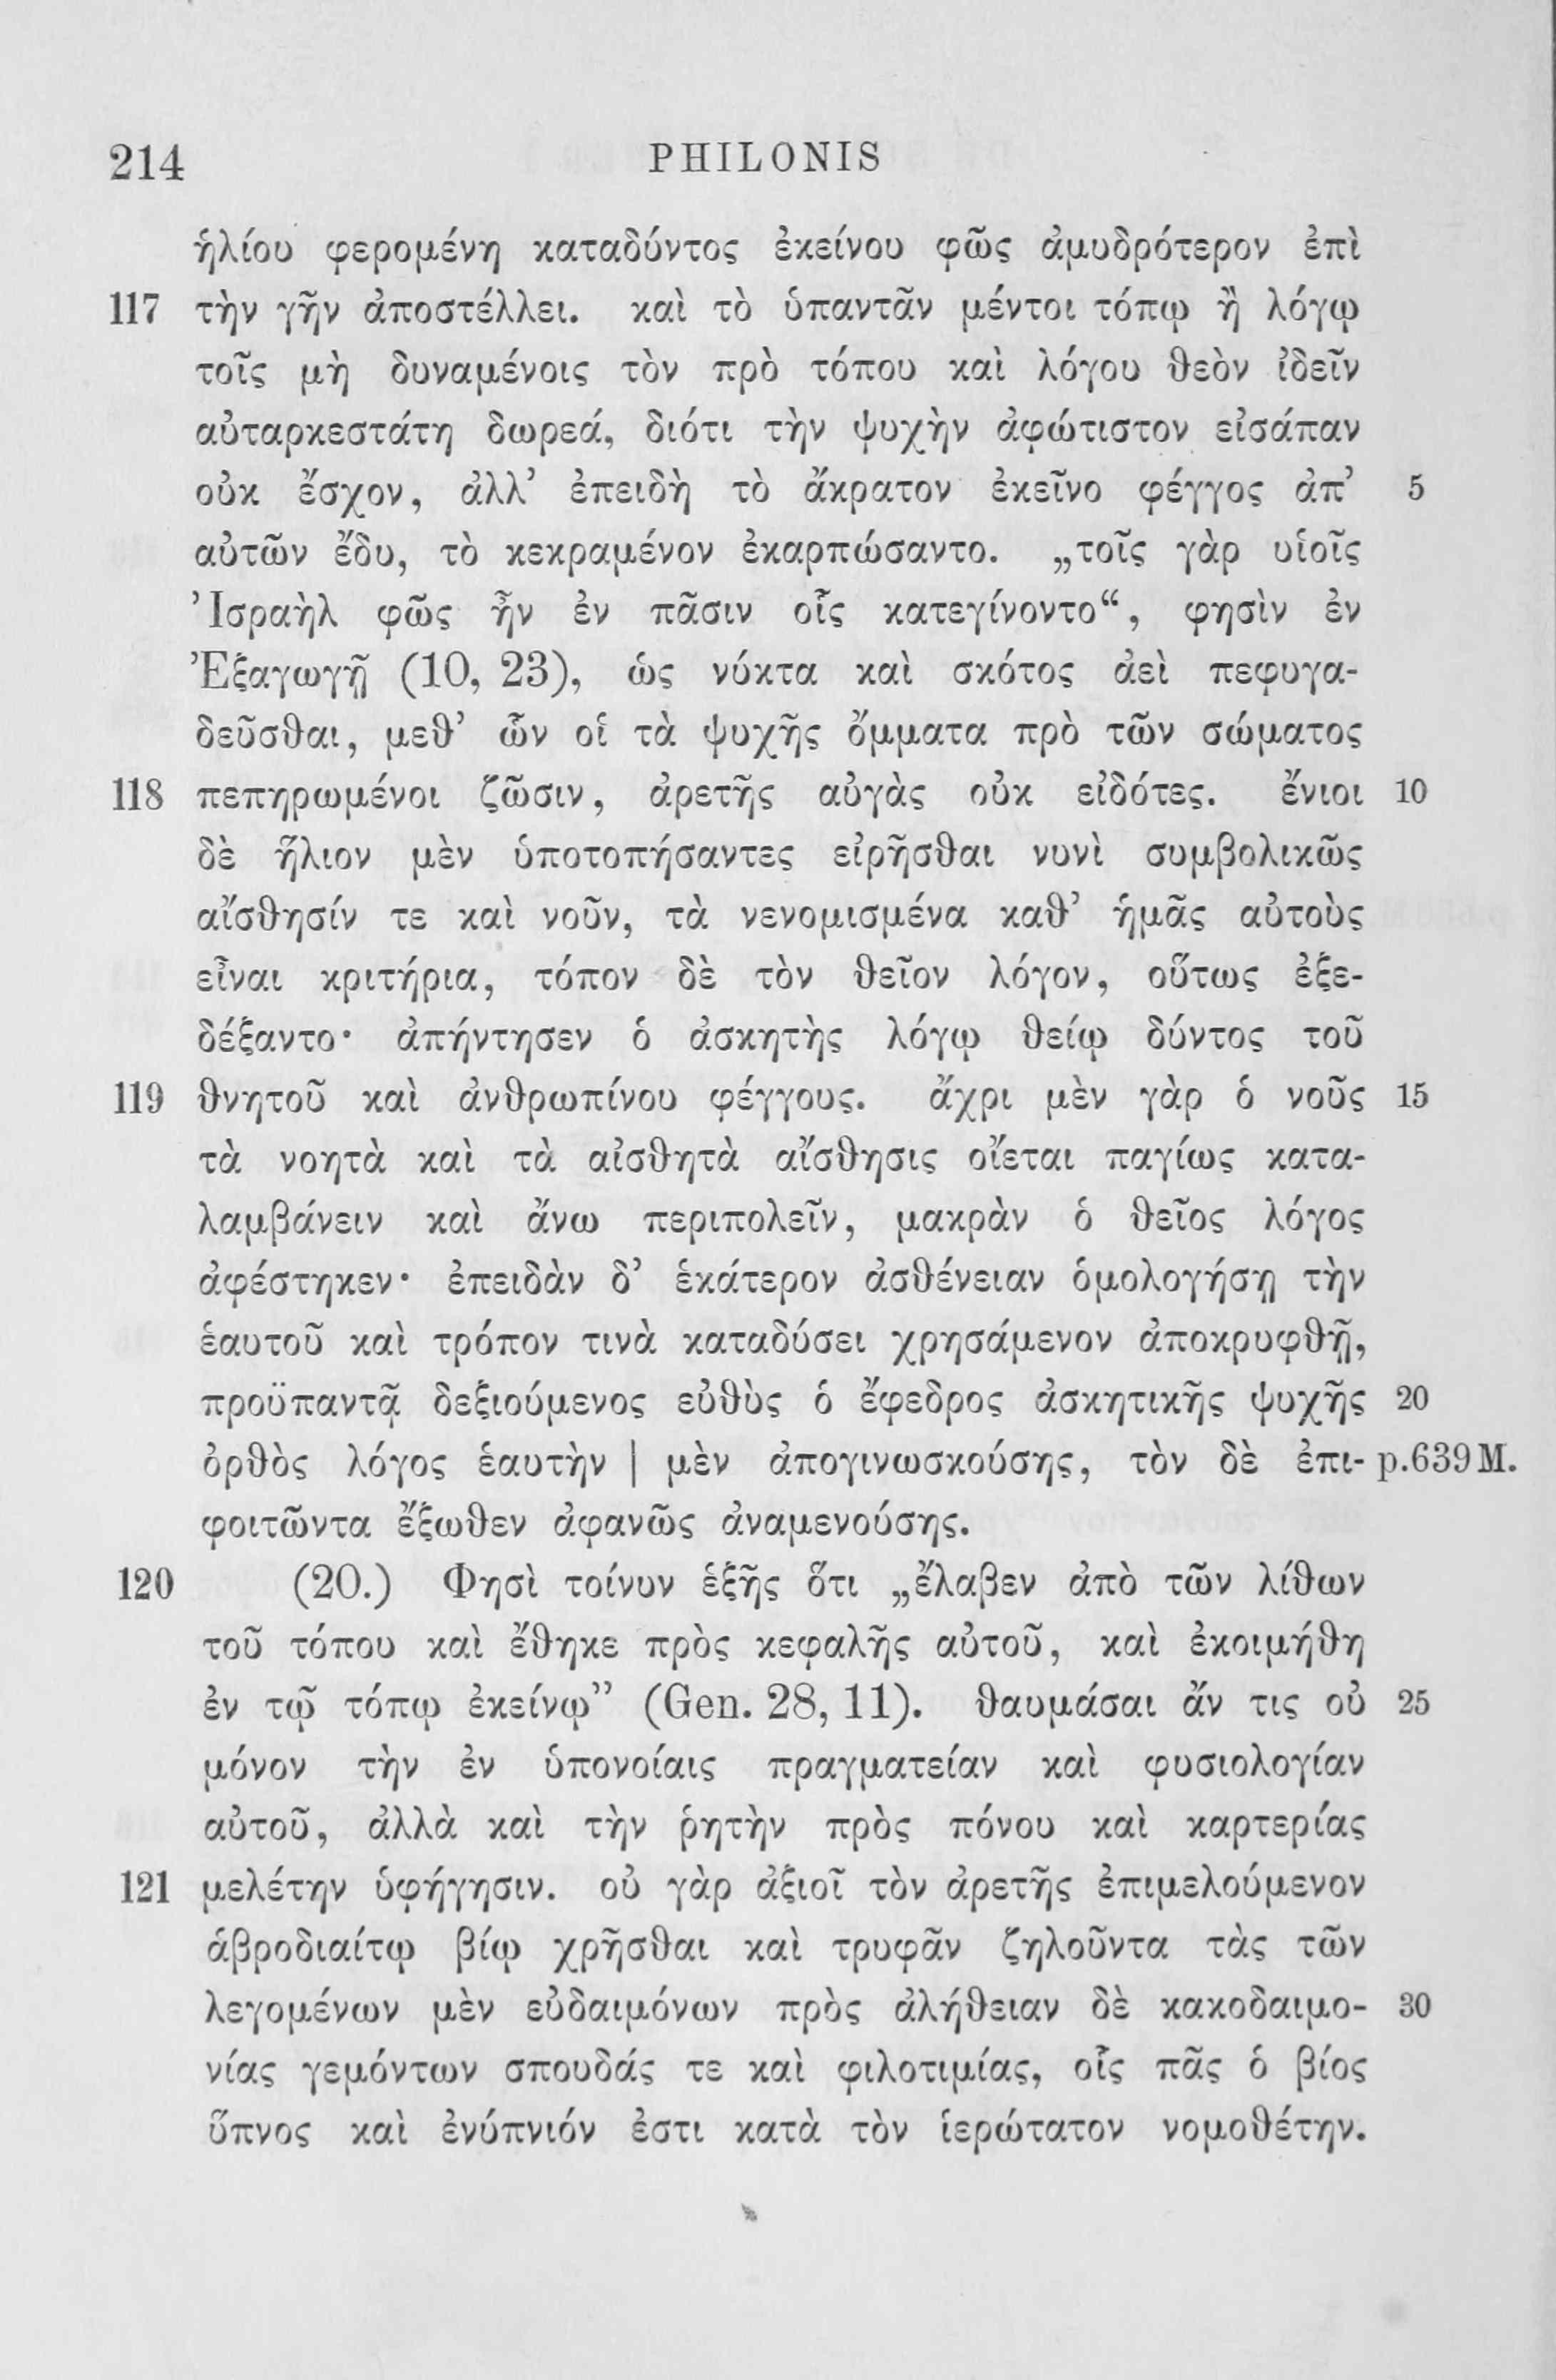 214 PHILONIS
ἡλίου φερομένη καταδύντος ἐκείνου φῶς ἀμυδρότερον ἐπὶ
117 τὴν γῆν ἀποστέλλει. καὶ τὸ ὑπαντᾶν μέντοι τόπῳ ἢ λόγῳ
τοῖς μὴ δυναμένοις τὸν πρὸ τόπου καὶ λόγου θεὸν ἰδεῖν
αὐταρκεστάτη δωρεά, διότι τὴν ψυχὴν ἀφώτιστον εἰσάπαν
οὐκ ἔσχον, ἀλλ’ ἐπειδὴ τὸ ἄκρατον ἐκεῖνο φέγγος ἀπ’ 5
αὐτῶν ἔδυ, τὸ κεκραμένον ἐκαρπώσαντο. „τοῖς γὰρ υἱοῖς
Ἰσραὴλ φῶς ἦν ἐν πᾶσιν οἷς κατεγίνοντο“, φησὶν ἐν
Ἐξαγωγῇ (10, 23), ὡς νύκτα καὶ σκότος ἀεὶ πεφυγα-
δεῦσθαι, μεθ’ ὧν οἱ τὰ ψυχῆς ὄμματα πρὸ τῶν σώματος
118 πεπηρωμένοι ζῶσιν, ἀρετῆς αὐγὰς οὐκ εἰδότες. ἔνιοι 10
δὲ ἥλιον μὲν ὑποτοπήσαντες εἰρῆσθαι νυνὶ συμβολικῶς
αἴσθησίν τε καὶ νοῦν, τὰ νενομισμένα καθ’ ἡμᾶς αὐτοὺς
εἶναι κριτήρια, τόπον δὲ τὸν θεῖον λόγον, οὕτως ἐξε-
δέξαντο· ἀπήντησεν ὁ ἀσκητὴς λόγῳ θείῳ δύντος τοῦ
119 θνητοῦ καὶ ἀνθρωπίνου φέγγους. ἄχρι μὲν γὰρ ὁ νοῦς 15
τὰ νοητὰ καὶ τὰ αἰσθητὰ αἴσθησις οἴεται παγίως κατα-
λαμβάνειν καὶ ἄνω περιπολεῖν, μακρὰν ὁ θεῖος λόγος
ἀφέστηκεν· ἐπειδὰν δ’ ἑκάτερον ἀσθένειαν ὁμολογήσῃ τὴν
ἑαυτοῦ καὶ τρόπον τινὰ καταδύσει χρησάμενον ἀποκρυφθῇ,
προϋπαντᾷ δεξιούμενος εὐθὺς ὁ ἔφεδρος ἀσκητικῆς ψυχῆς 20
ὀρθὸς λόγος ἑαυτὴν | μὲν ἀπογινωσκούσης, τὸν δὲ ἐπι- p.639 M.
φοιτῶντα ἔξωθεν ἀφανῶς ἀναμενούσης.
120 (20.) Φησὶ τοίνυν ἑξῆς ὅτι „ἔλαβεν ἀπὸ τῶν λίθων
τοῦ τόπου καὶ ἔθηκε πρὸς κεφαλῆς αὐτοῦ, καὶ ἐκοιμήθη
ἐν τῷ τόπῳ ἐκείνῳ” (Gen. 28, 11). θαυμάσαι ἄν τις οὐ 25
μόνον τὴν ἐν ὑπονοίαις πραγματείαν καὶ φυσιολογίαν
αὐτοῦ, ἀλλὰ καὶ τὴν ῥητὴν πρὸς πόνου καὶ καρτερίας
121 μελέτην ὑφήγησιν. οὐ γὰρ ἀξιοῖ τὸν ἀρετῆς ἐπιμελούμενον
ἁβροδιαίτῳ βίῳ χρῆσθαι καὶ τρυφᾶν ζηλοῦντα τὰς τῶν
λεγομένων μὲν εὐδαιμόνων πρὸς ἀλήθειαν δὲ κακοδαιμο- 30
νίας γεμόντων σπουδάς τε καὶ φιλοτιμίας, οἷς πᾶς ὁ βίος
ὕπνος καὶ ἐνύπνιόν ἐστι κατὰ τὸν ἱερώτατον νομοθέτην.